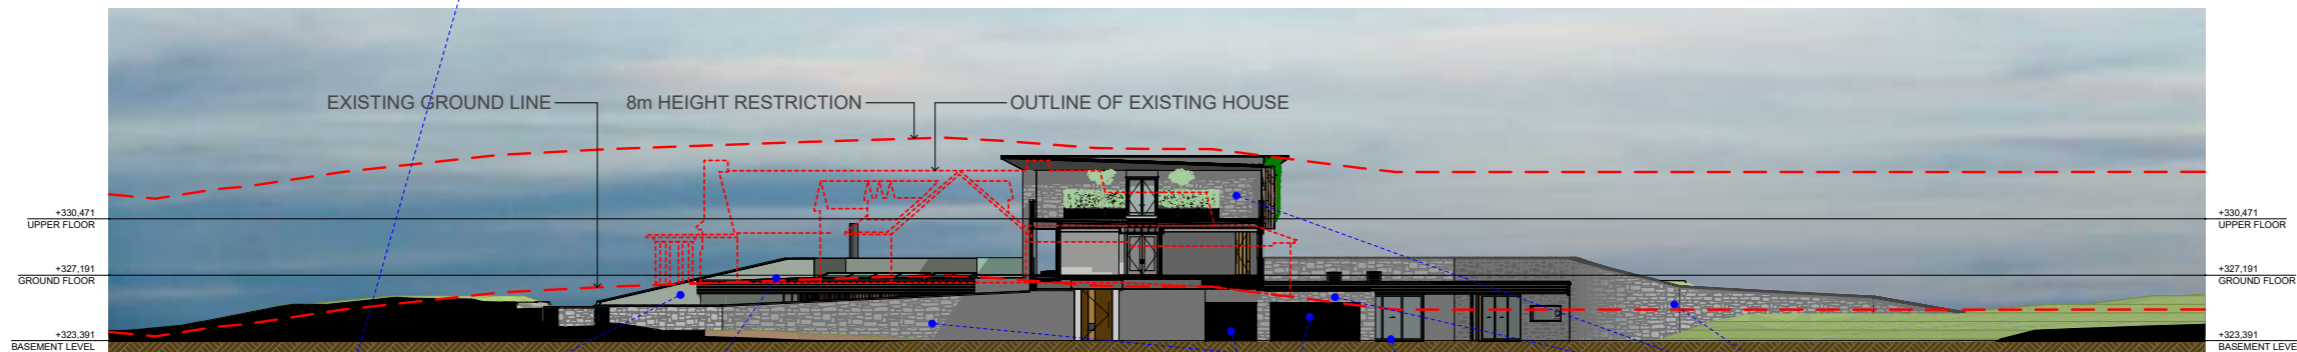 EXISTING GROUND LINE
8m HEIGHT RESTRICTION
OUTLINE OF EXISTING HOUSE
+330,471
UPPER FLOOR
+330,471
UPPER FLOOR
+327,191
GROUND FLOOR
+327,191
GROUND FLOOR
+323,391
BASEMENT LEVEL
+323,391
BASEMENT LEVE